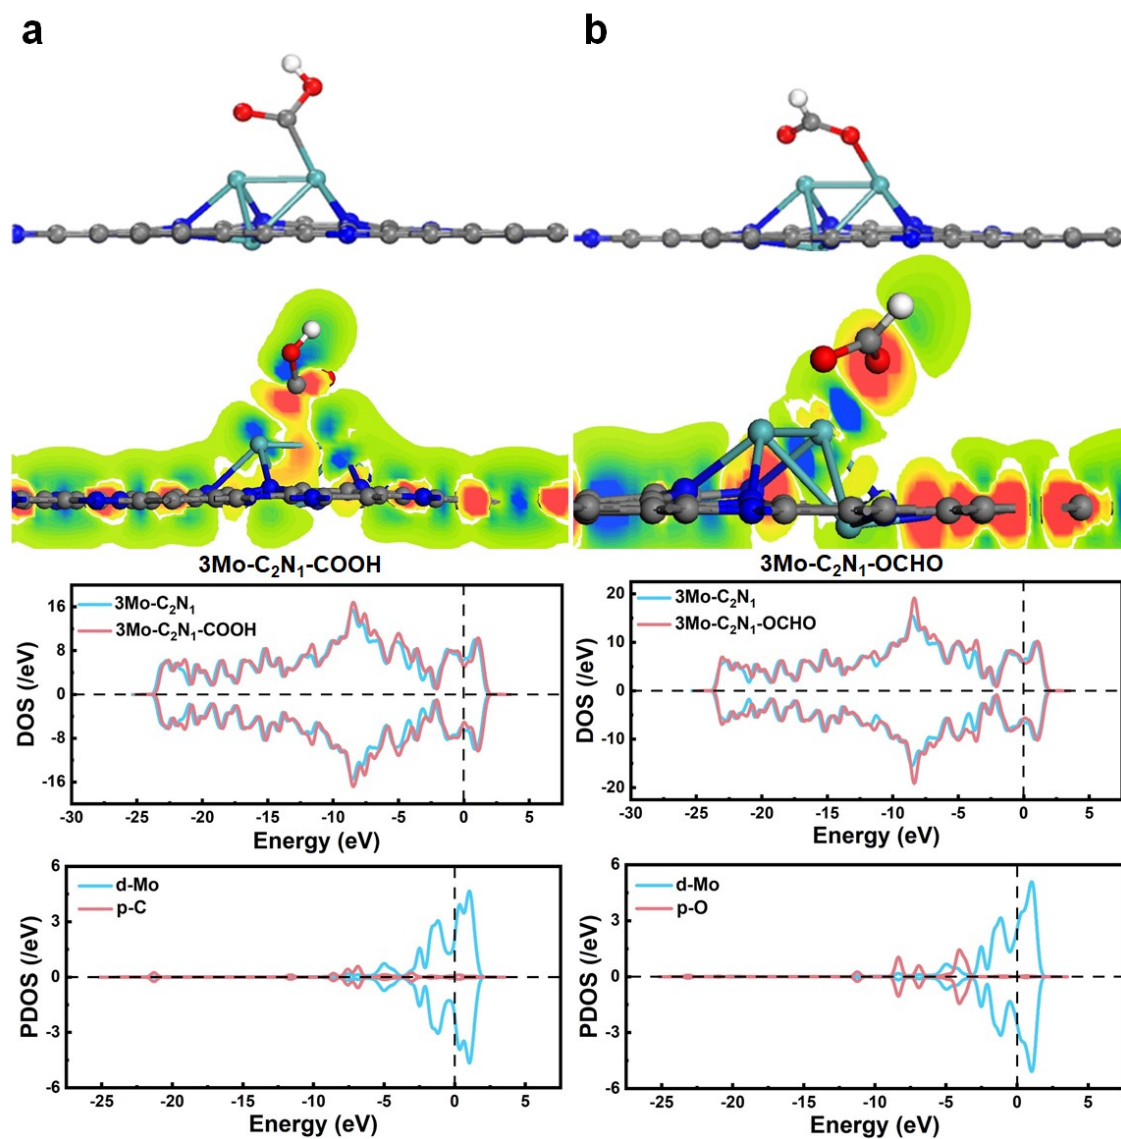 a
b
3Mo-C₂N₁-COOH
3Mo-C₂N₁-OCHO
3Mo-C₂N₁
3Mo-C₂N₁-COOH
16
8
0
-8
-16
DOS (/eV)
-30 -25 -20 -15 -10 -5 0 5
Energy (eV)
3Mo-C₂N₁
3Mo-C₂N₁-OCHO
20
10
0
-10
-20
DOS (/eV)
-30 -25 -20 -15 -10 -5 0 5
Energy (eV)
d-Mo
p-C
6
3
0
-3
-6
PDOS (/eV)
-25 -20 -15 -10 -5 0 5
Energy (eV)
d-Mo
p-O
6
3
0
-3
-6
PDOS (/eV)
-25 -20 -15 -10 -5 0 5
Energy (eV)